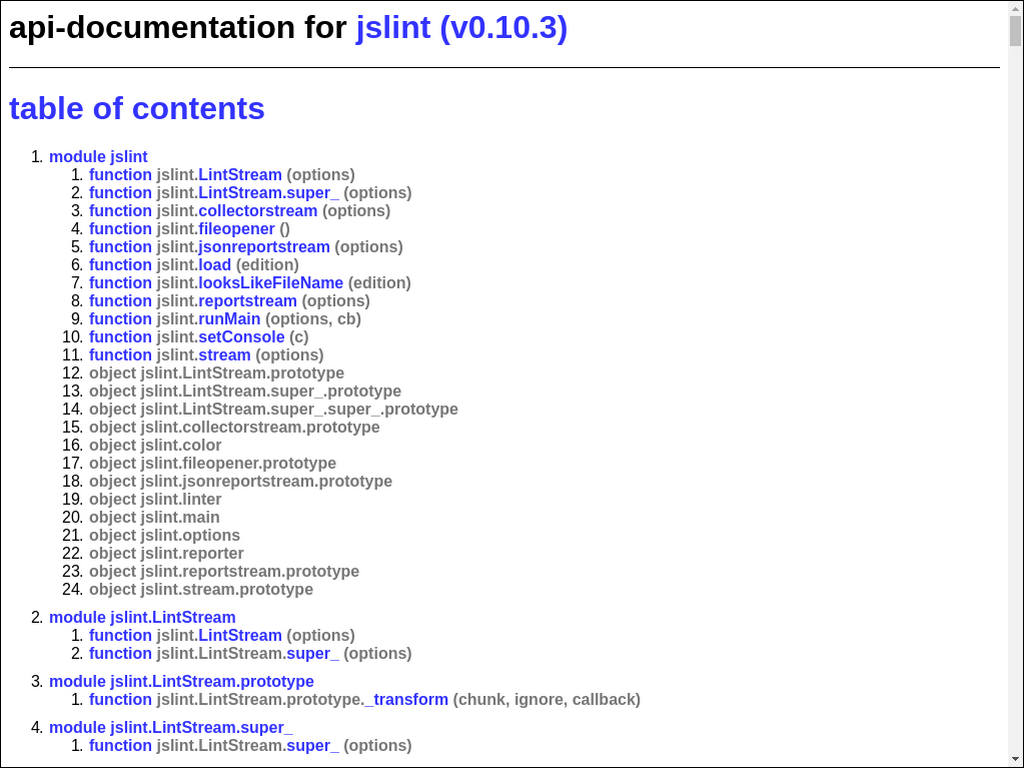 api-documentation for jslint (v0.10.3)
table of contents
1. module jslint
1. function jslint.LintStream (options)
2. function jslint.LintStream.super_ (options)
3. function jslint.collectorstream (options)
4. function jslint.fileopener ()
5. function jslint.jsonreportstream (options)
6. function jslint.load (edition)
7. function jslint.looksLikeFileName (edition)
8. function jslint.reportstream (options)
9. function jslint.runMain (options, cb)
10. function jslint.setConsole (c)
11. function jslint.stream (options)
12. object jslint.LintStream.prototype
13. object jslint.LintStream.super_.prototype
14. object jslint.LintStream.super_.super_.prototype
15. object jslint.collectorstream.prototype
16. object jslint.color
17. object jslint.fileopener.prototype
18. object jslint.jsonreportstream.prototype
19. object jslint.linter
20. object jslint.main
21. object jslint.options
22. object jslint.reporter
23. object jslint.reportstream.prototype
24. object jslint.stream.prototype
2. module jslint.LintStream
1. function jslint.LintStream (options)
2. function jslint.LintStream.super_ (options)
3. module jslint.LintStream.prototype
1. function jslint.LintStream.prototype._transform (chunk, ignore, callback)
4. module jslint.LintStream.super_
1. function jslint.LintStream.super_ (options)